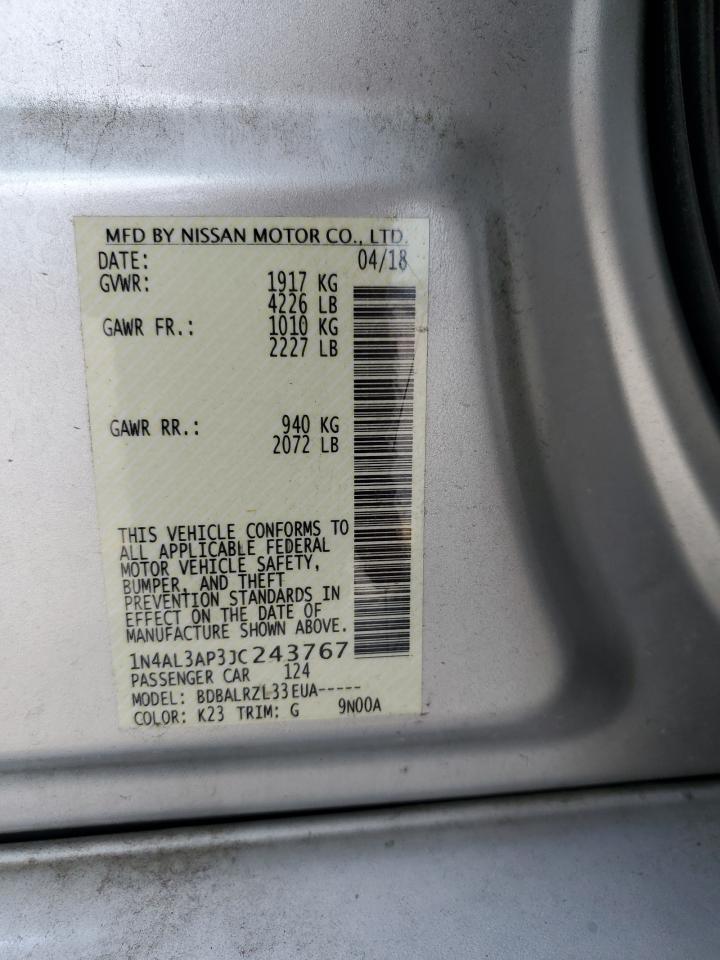 MFD BY NISSAN MOTOR CO., LTD.
DATE: 04/18
GVWR: 1917 KG
4226 LB
GAWR FR.: 1010 KG
2227 LB
GAWR RR.: 940 KG
2072 LB
THIS VEHICLE CONFORMS TO
ALL APPLICABLE FEDERAL
MOTOR VEHICLE SAFETY,
BUMPER, AND THEFT
PREVENTION STANDARDS IN
EFFECT ON THE DATE OF
MANUFACTURE SHOWN ABOVE.
1N4AL3AP3JC243767
PASSENGER CAR 124
MODEL: BDBALRZL33EUA-----
COLOR: K23 TRIM: G 9N00A